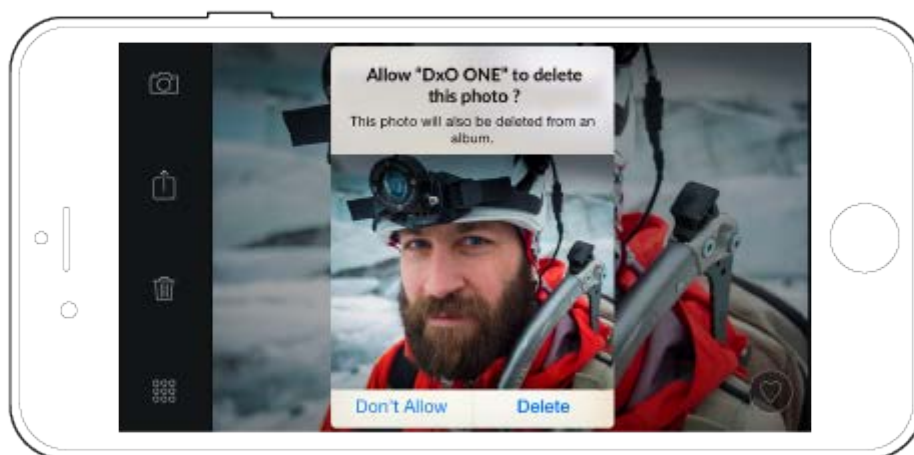 Allow “DxO ONE” to delete
this photo ?
This photo will also be deleted from an
album.
Don't Allow
Delete